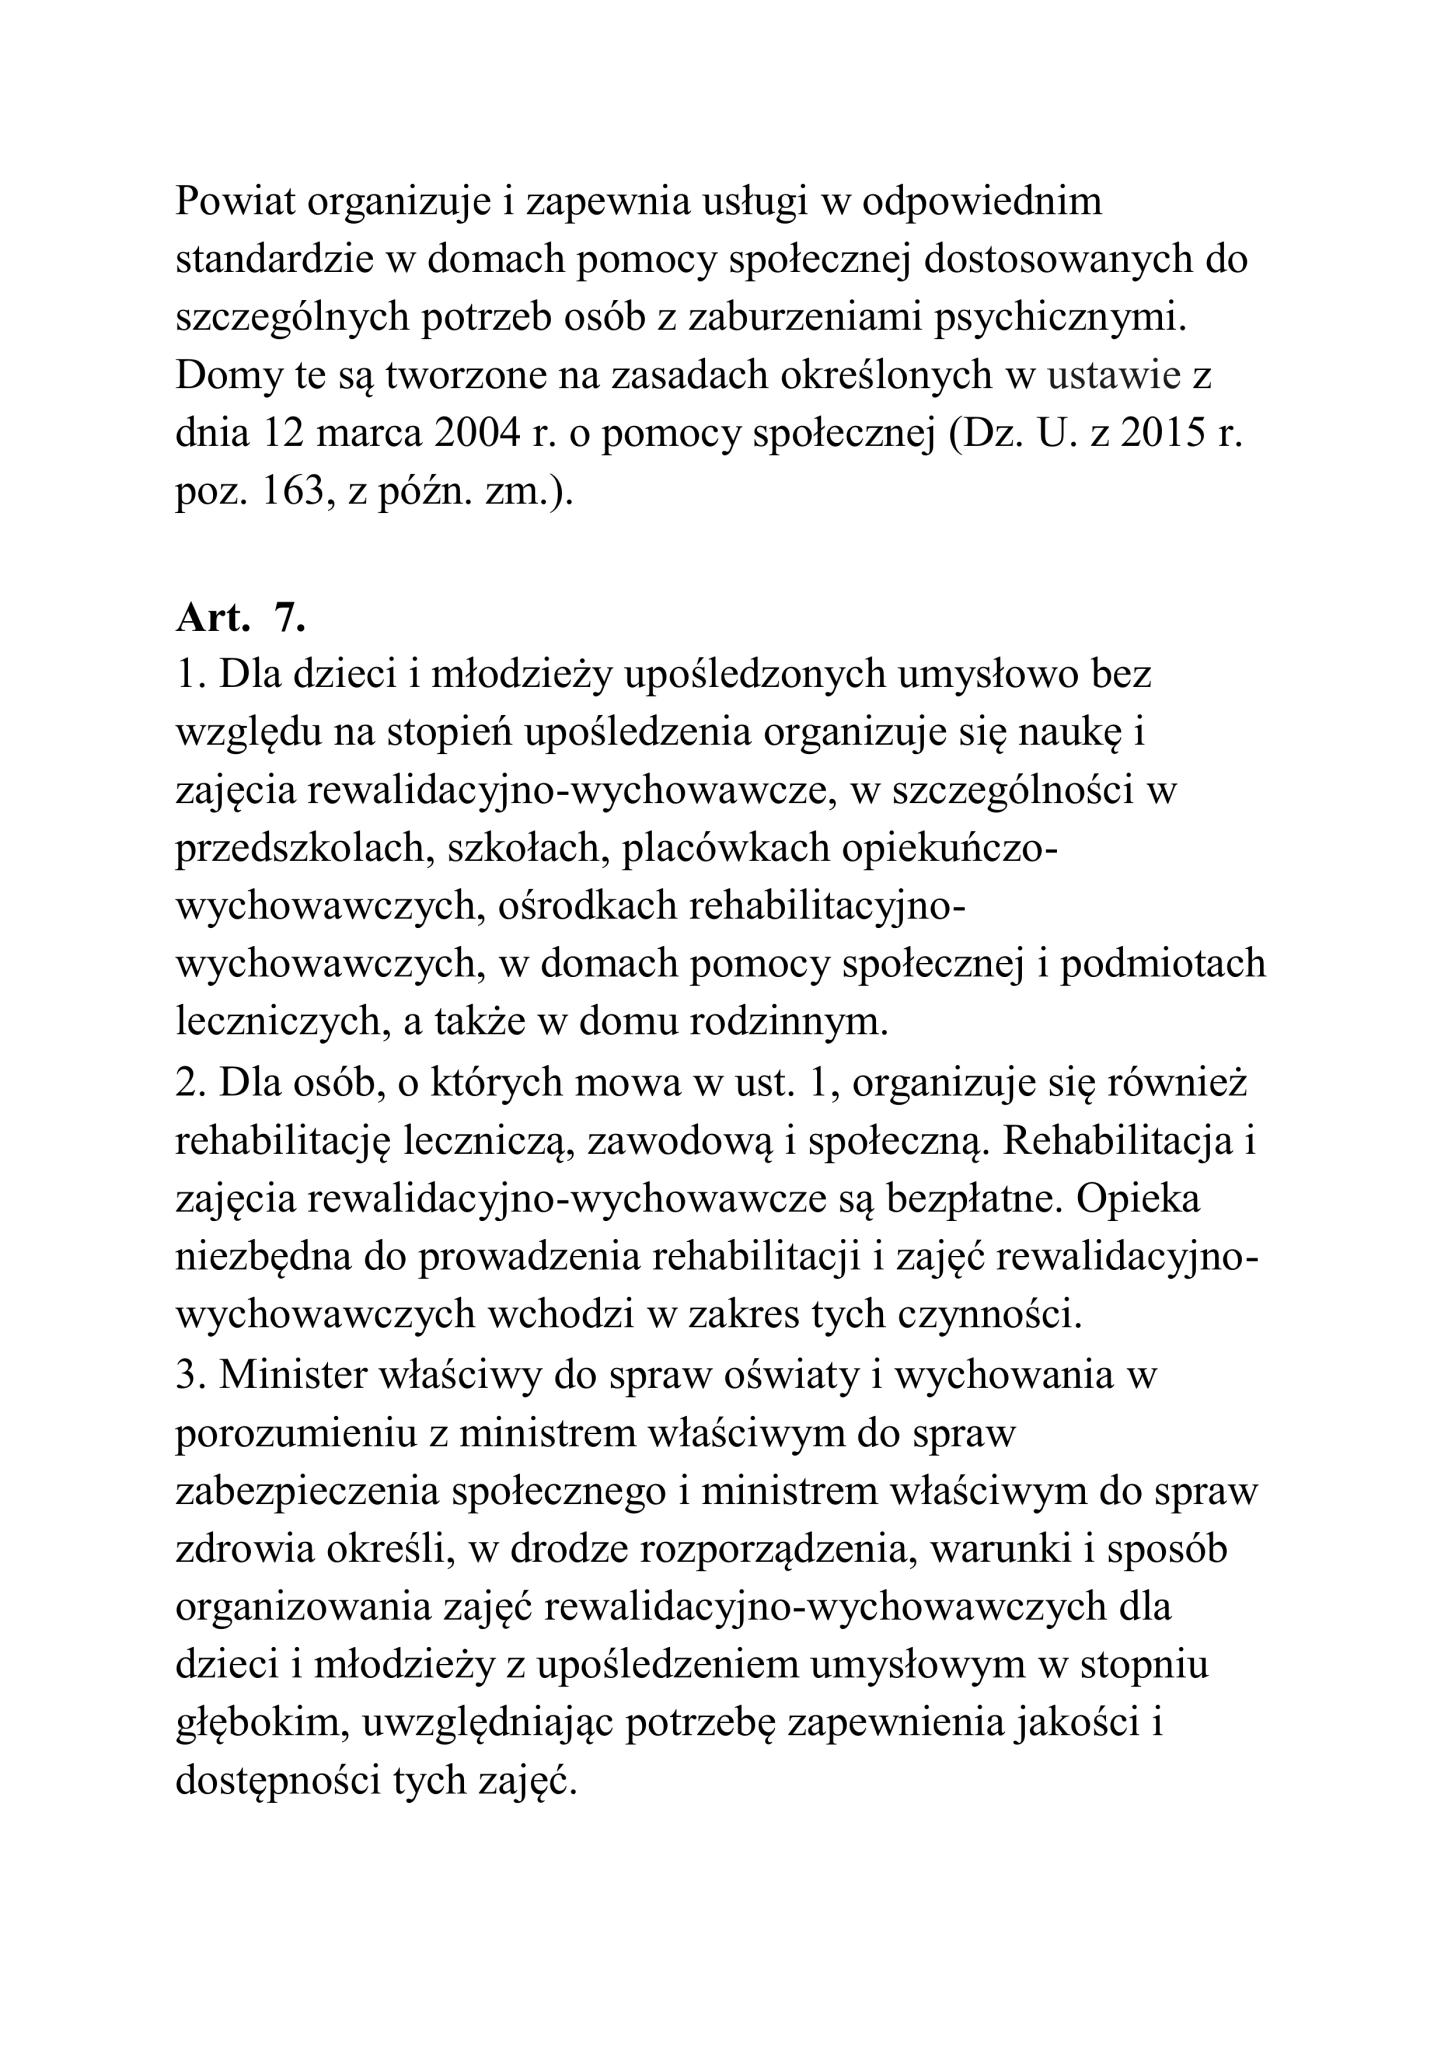 Powiat organizuje i zapewnia usługi w odpowiednim
standardzie w domach pomocy społecznej dostosowanych do
szczególnych potrzeb osób z zaburzeniami psychicznymi.
Domy te są tworzone na zasadach określonych w ustawie z
dnia 12 marca 2004 r. o pomocy społecznej (Dz. U. z 2015 r.
poz. 163, z późn. zm.).
Art. 7.
1. Dla dzieci i młodzieży upośledzonych umysłowo bez
względu na stopień upośledzenia organizuje się naukę i
zajęcia rewalidacyjno-wychowawcze, w szczególności w
przedszkolach, szkołach, placówkach opiekuńczo-
wychowawczych, ośrodkach rehabilitacyjno-
wychowawczych, w domach pomocy społecznej i podmiotach
leczniczych, a także w domu rodzinnym.
2. Dla osób, o których mowa w ust. 1, organizuje się również
rehabilitację leczniczą, zawodową i społeczną. Rehabilitacja i
zajęcia rewalidacyjno-wychowawcze są bezpłatne. Opieka
niezbędna do prowadzenia rehabilitacji i zajęć rewalidacyjno-
wychowawczych wchodzi w zakres tych czynności.
3. Minister właściwy do spraw oświaty i wychowania w
porozumieniu z ministrem właściwym do spraw
zabezpieczenia społecznego i ministrem właściwym do spraw
zdrowia określi, w drodze rozporządzenia, warunki i sposób
organizowania zajęć rewalidacyjno-wychowawczych dla
dzieci i młodzieży z upośledzeniem umysłowym w stopniu
głębokim, uwzględniając potrzebę zapewnienia jakości i
dostępności tych zajęć.